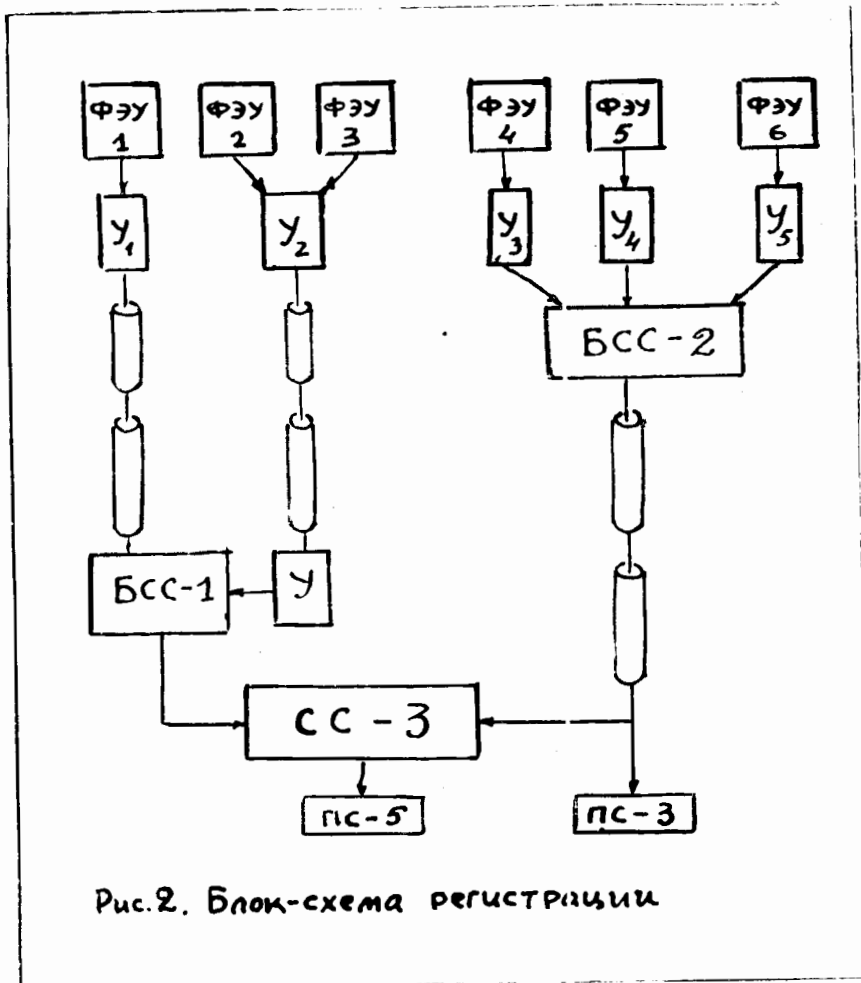 ФЭУ
1
ФЭУ
2
ФЭУ
3
ФЭУ
4
ФЭУ
5
ФЭУ
6
У1
У2
У3
У4
У5
БСС-2
БСС-1
У
СС-3
ПС-5
ПС-3
Рис.2. Блок-схема регистрации